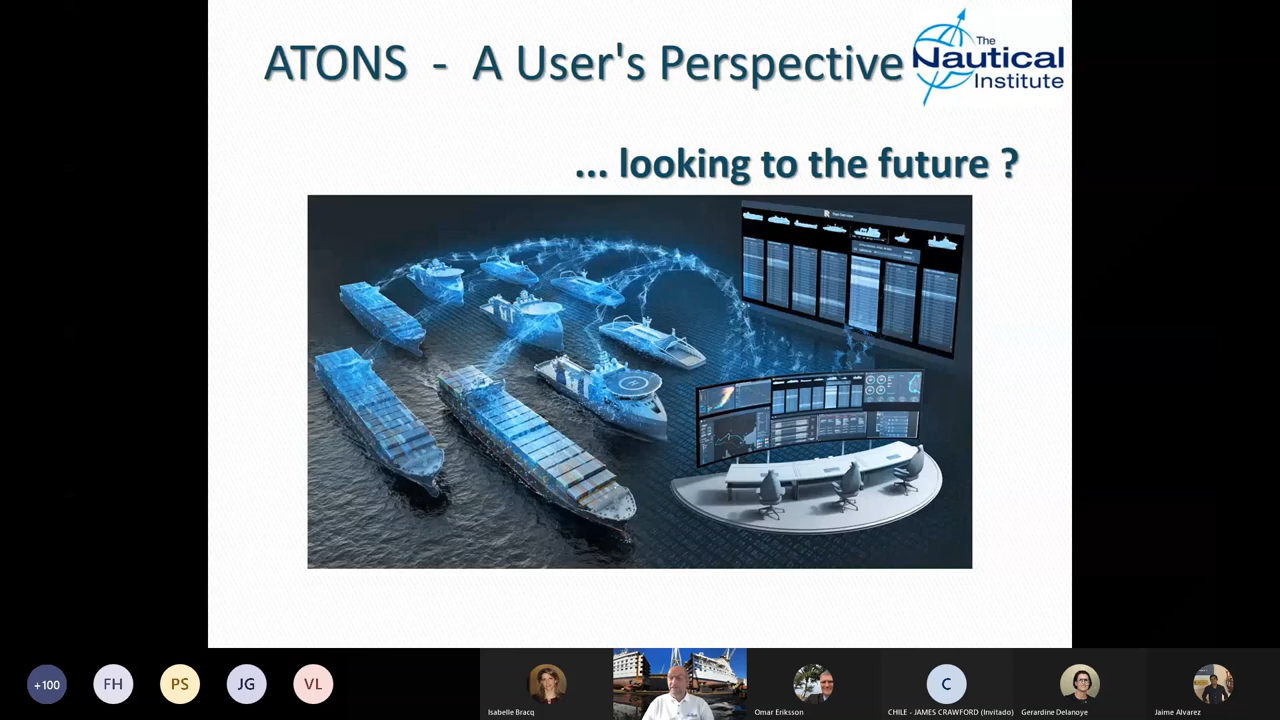 ATONS - A User's Perspective
The
Nautical
Institute
... looking to the future ?
+100
FH
PS
JG
VL
Isabelle Bracq
Omar Eriksson
C
CHILE - JAMES CRAWFORD (Invitado)
Gerardine Delanoye
Jaime Alvarez